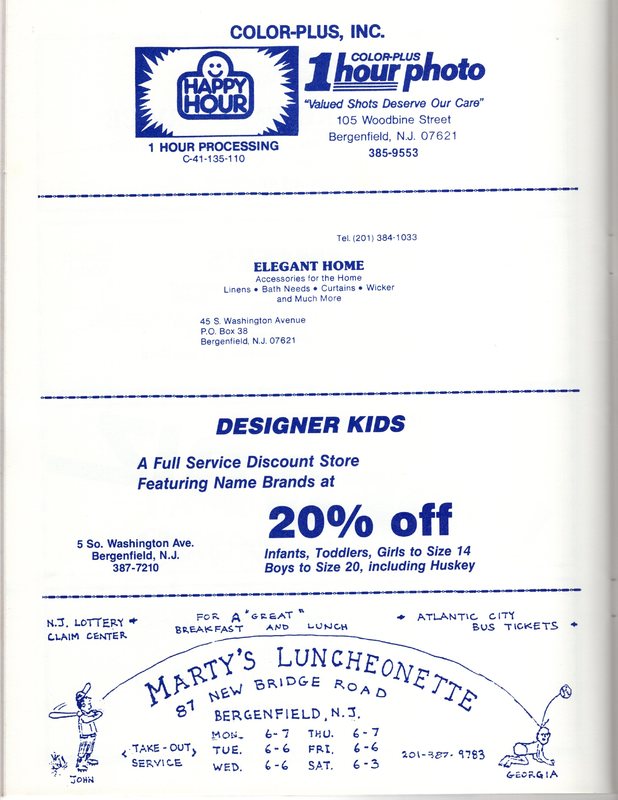 COLOR-PLUS, INC.
HAPPY
HOUR
1 HOUR PROCESSING
C-41-135-110
COLOR-PLUS
1 hour photo
"Valued Shots Deserve Our Care"
105 Woodbine Street
Bergenfield, N.J. 07621
385-9553
Tel. (201) 384-1033
ELEGANT HOME
Accessories for the Home
Linens • Bath Needs • Curtains • Wicker
and Much More
45 S. Washington Avenue
P.O. Box 38
Bergenfield, N.J. 07621
DESIGNER KIDS
A Full Service Discount Store
Featuring Name Brands at
20% off
5 So. Washington Ave.
Bergenfield, N.J.
387-7210
Infants, Toddlers, Girls to Size 14
Boys to Size 20, including Huskey
N.J. LOTTERY
CLAIM CENTER
FOR A "GREAT"
BREAKFAST AND LUNCH
ATLANTIC CITY
BUS TICKETS
MARTY'S LUNCHEONETTE
87 NEW BRIDGE ROAD
BERGENFIELD, N.J.
MON. 6-7 THU. 6-7
TUE. 6-6 FRI. 6-6
WED. 6-6 SAT. 6-3
TAKE-OUT
SERVICE
201-387-9783
JOHN
GEORGIA